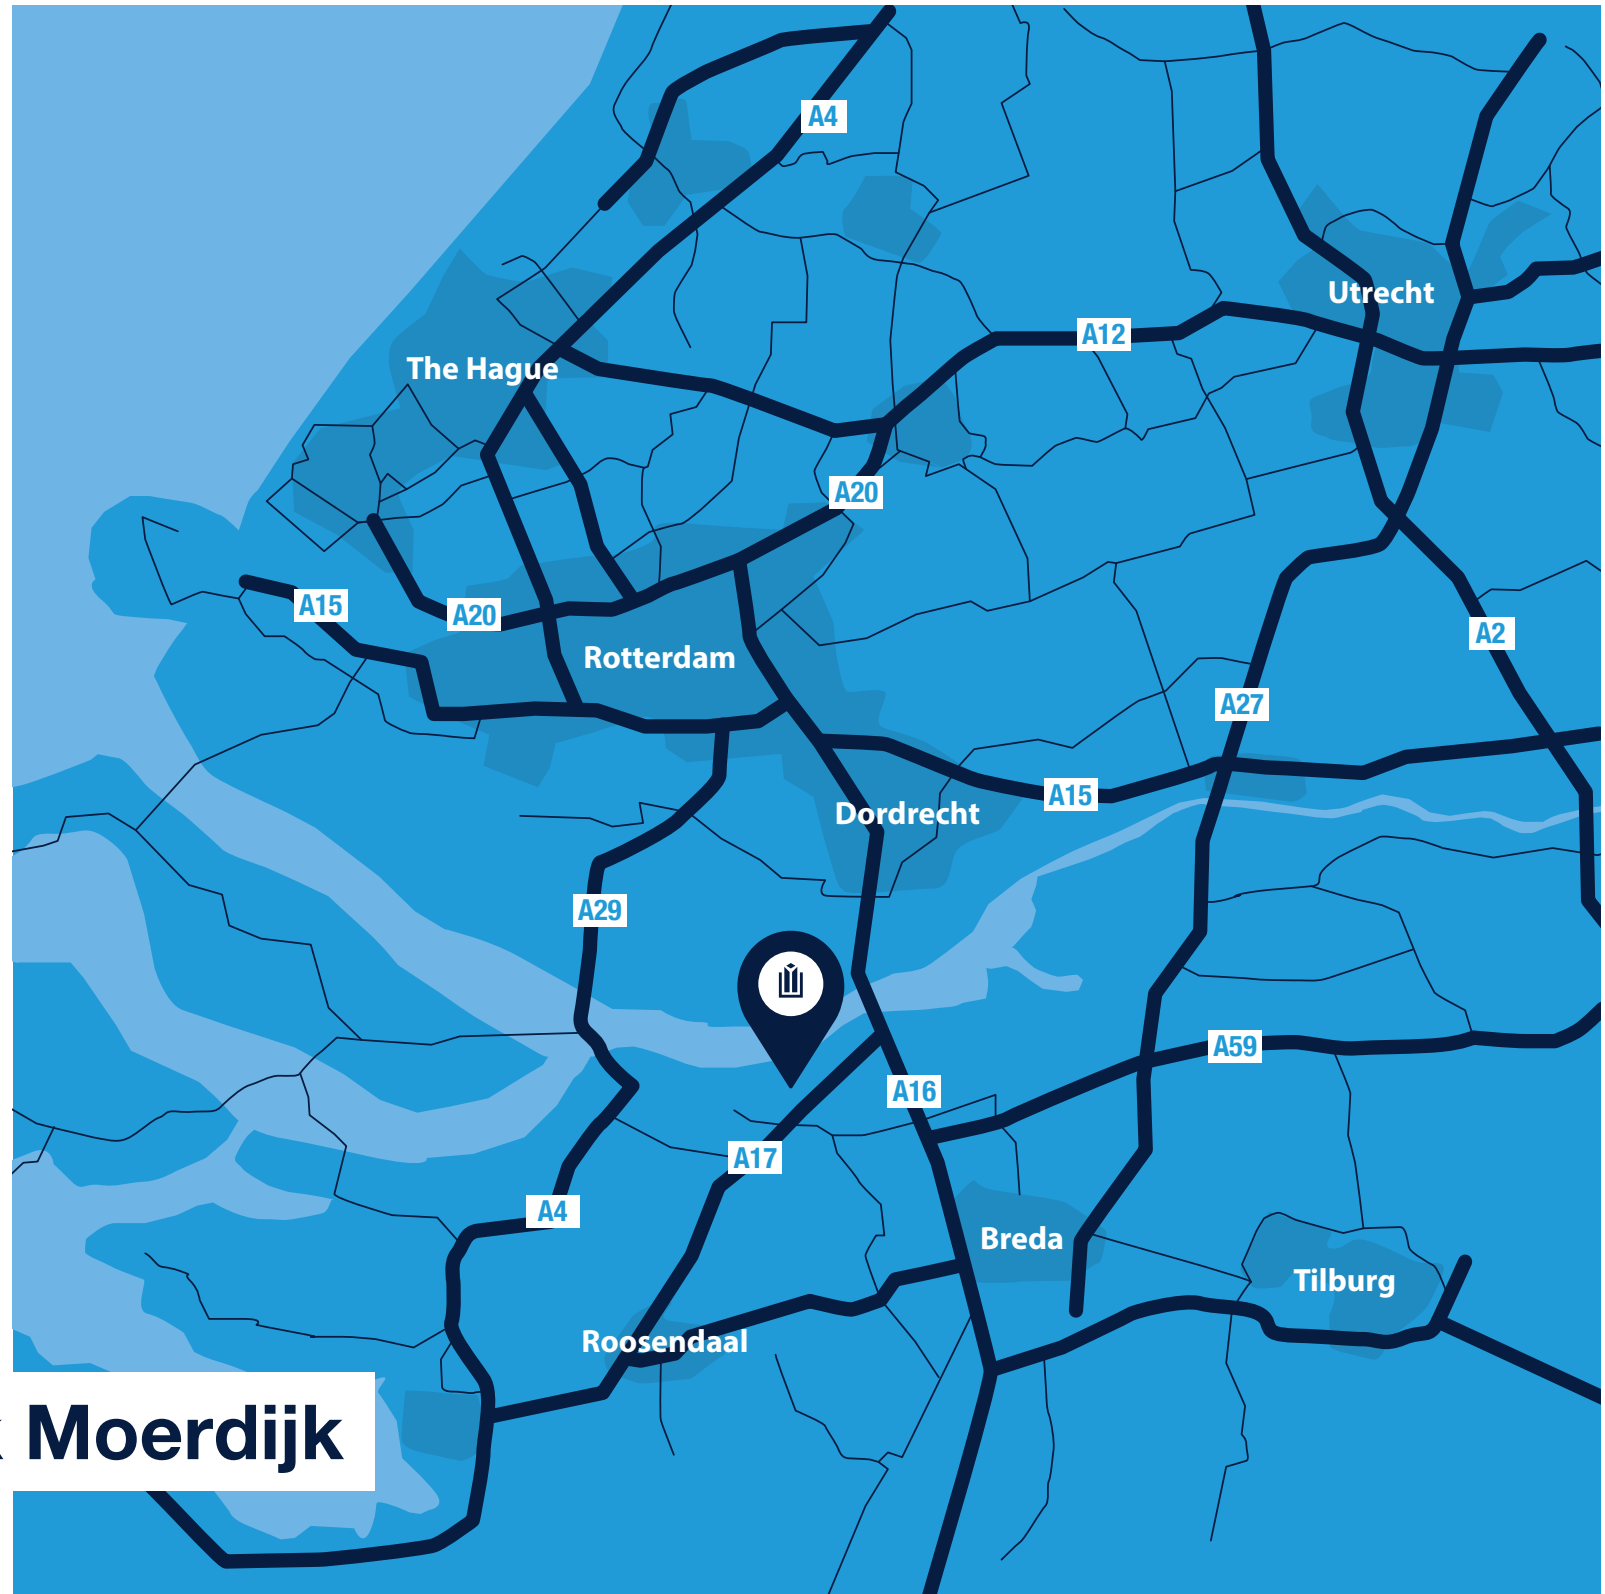 A4
Utrecht
A12
The Hague
A20
A15
A20
A2
Rotterdam
A27
A15
Dordrecht
A29
A59
A16
A17
A4
Breda
Tilburg
Roosendaal
Moerdijk